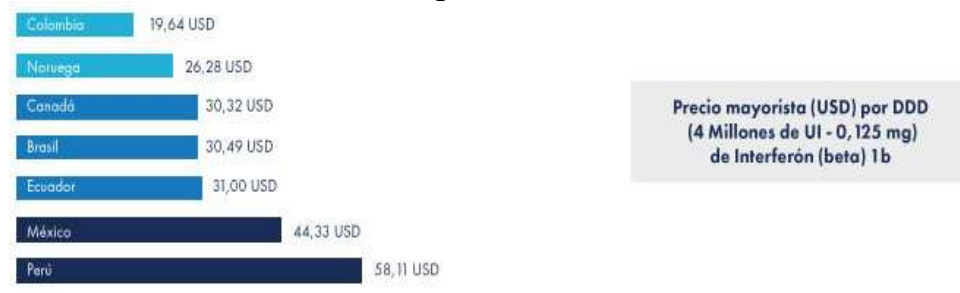 Colombia 19,64 USD
Noruega 26,28 USD
Canadá 30,32 USD
Brasil 30,49 USD
Ecuador 31,00 USD
México 44,33 USD
Perú 58,11 USD
Precio mayorista (USD) por DDD
(4 Millones de UI - 0,125 mg)
de Interferón (beta) 1b